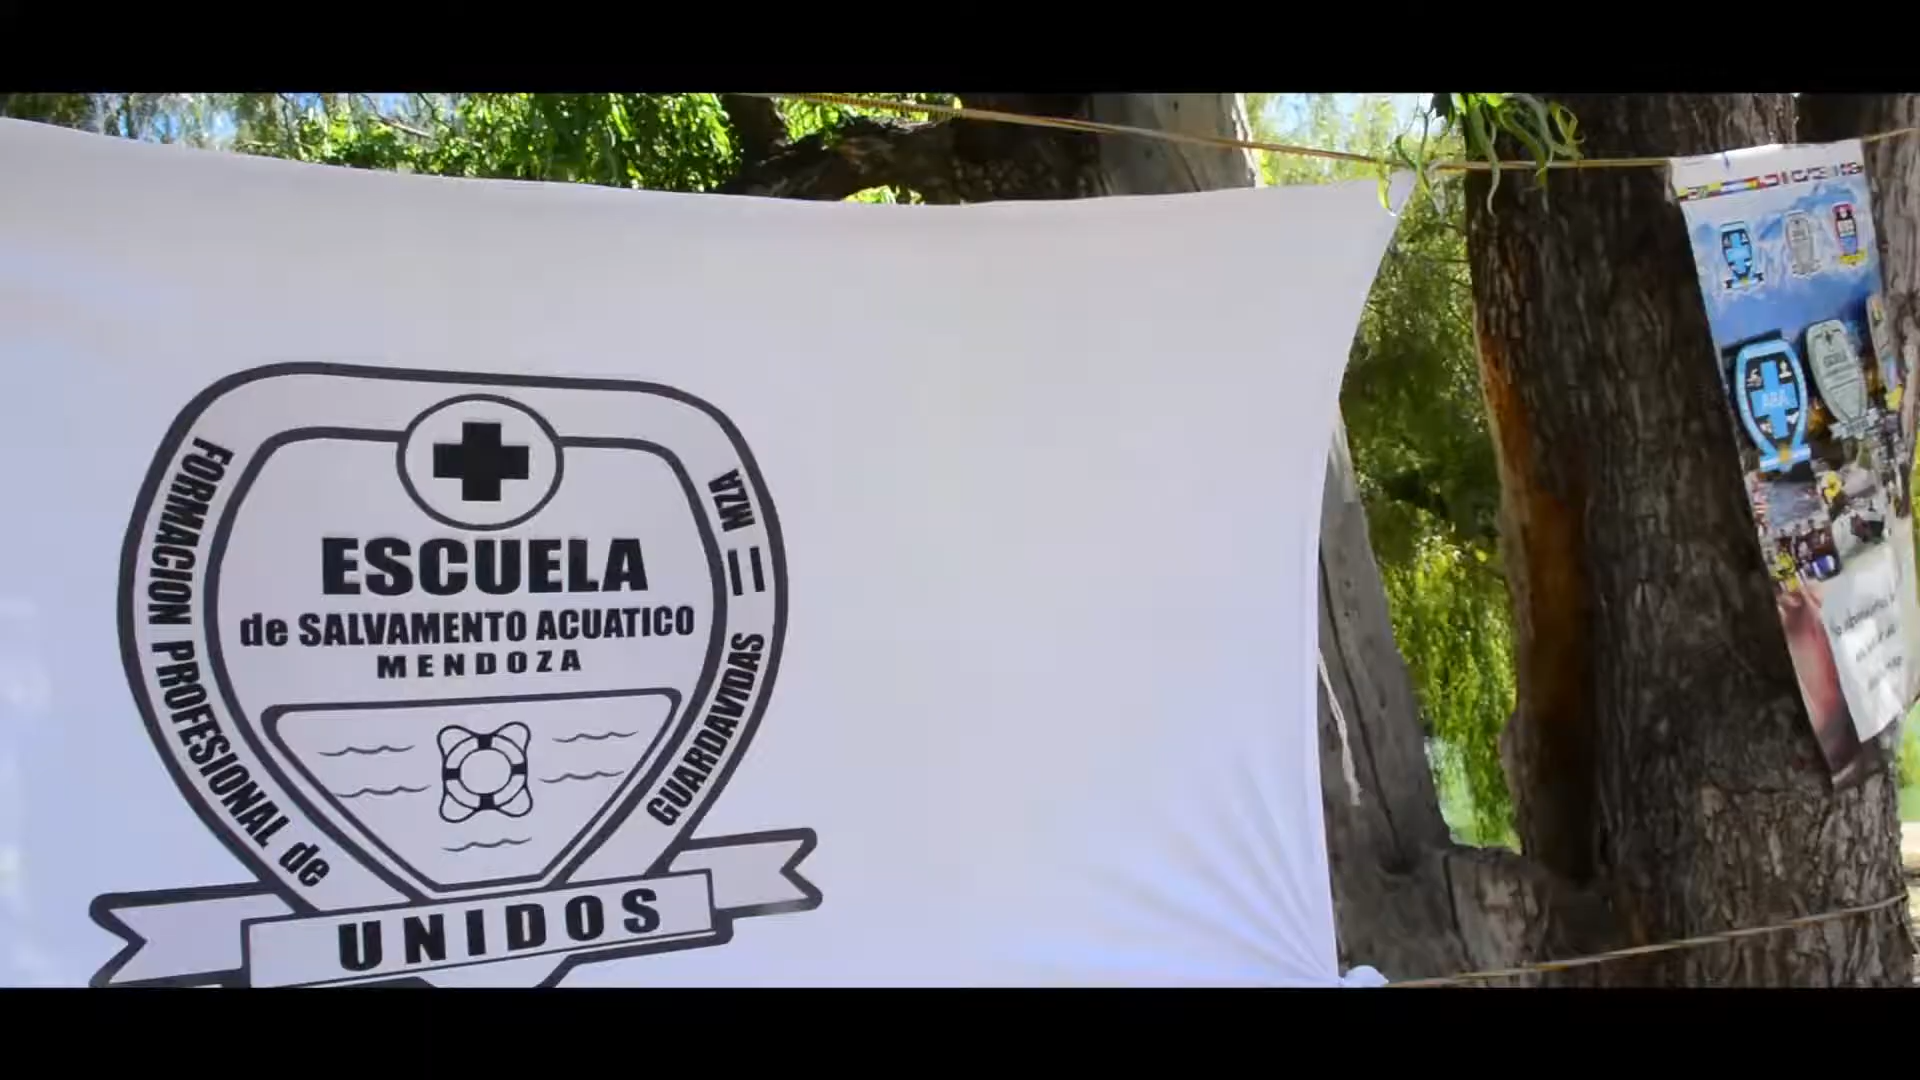 FORMACION PROFESIONAL de
GUARDAVIDAS = MZA
ESCUELA
de SALVAMENTO ACUATICO
MENDOZA
UNIDOS